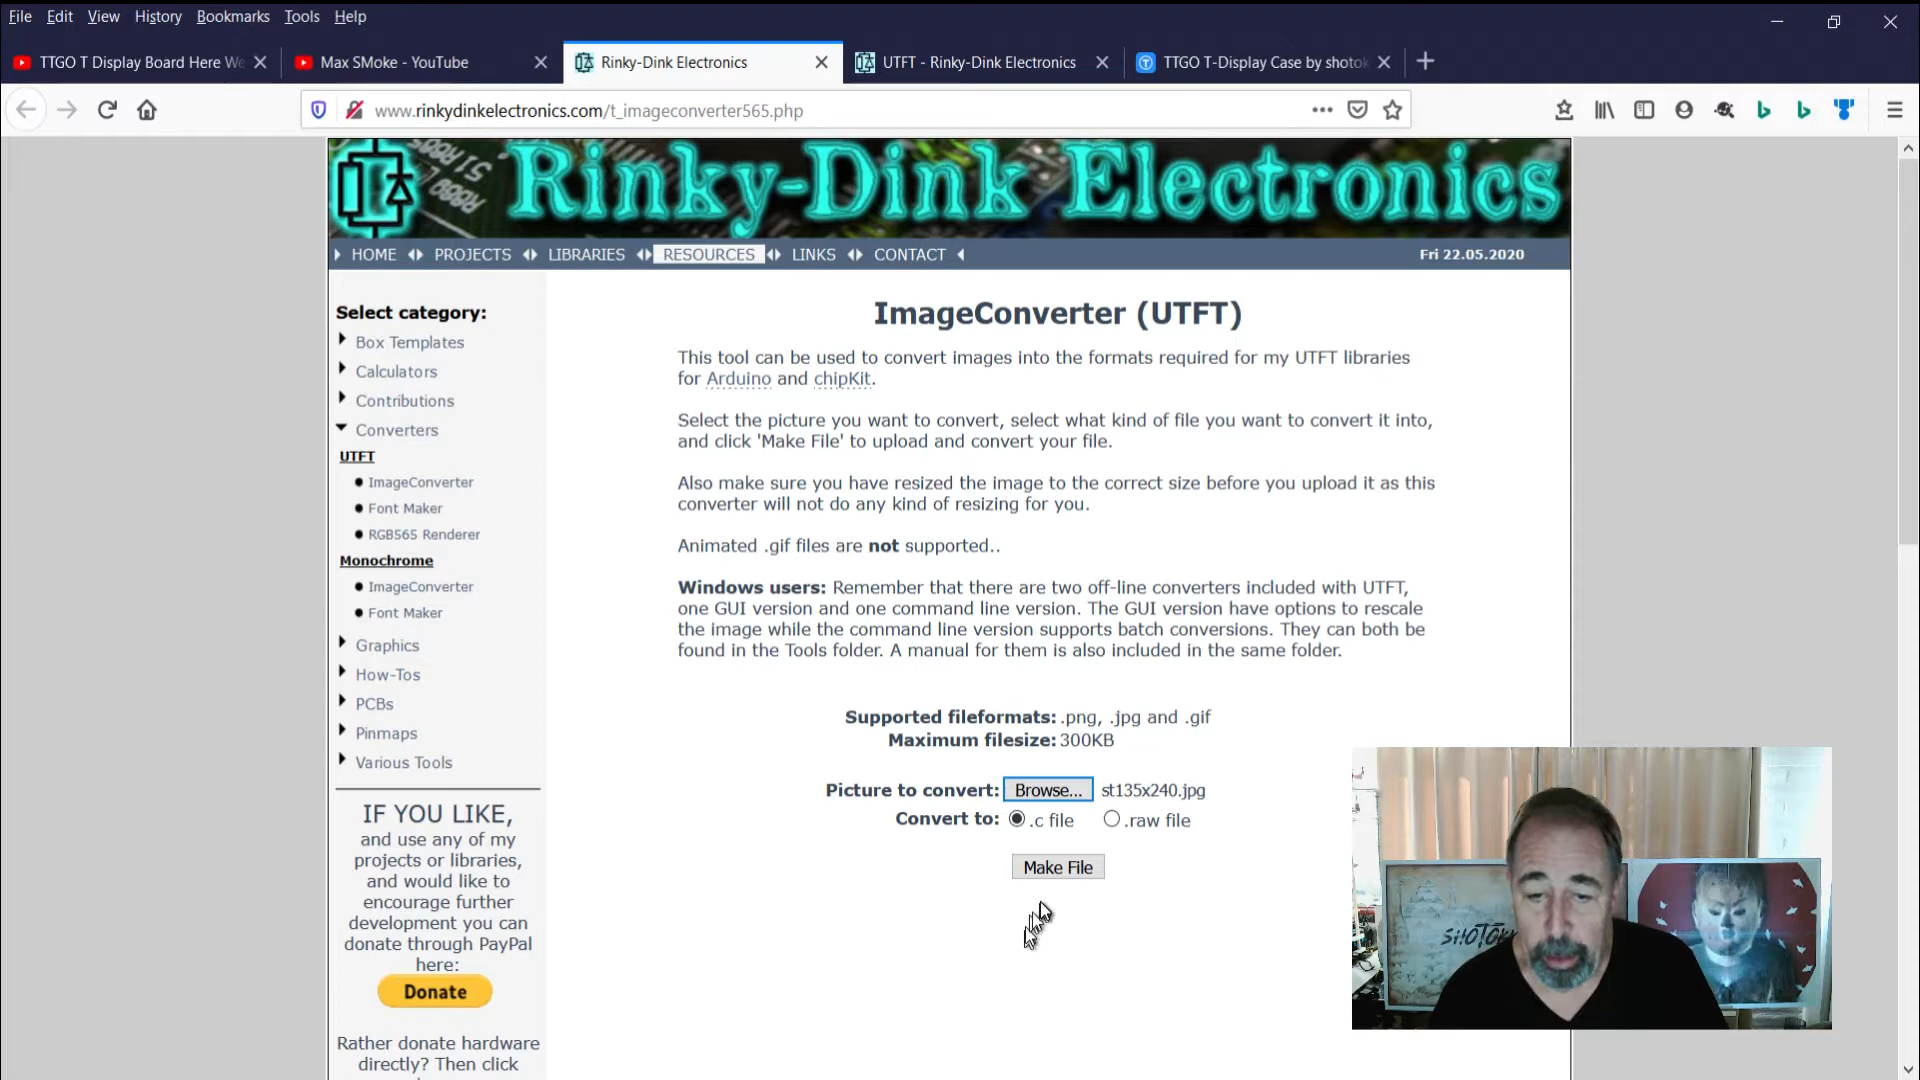 File Edit View History Bookmarks Tools Help
TTGO T Display Board Here We
Max SMoke - YouTube
Rinky-Dink Electronics
UTFT - Rinky-Dink Electronics
TTGO T-Display Case by shotok
www.rinkydinkelectronics.com/t_imageconverter565.php
Rinky-Dink Electronics
HOME PROJECTS LIBRARIES RESOURCES LINKS CONTACT
Fri 22.05.2020
Select category:
Box Templates
Calculators
Contributions
Converters
UTFT
ImageConverter
Font Maker
RGB565 Renderer
Monochrome
ImageConverter
Font Maker
Graphics
How-Tos
PCBs
Pinmaps
Various Tools
IF YOU LIKE,
and use any of my
projects or libraries,
and would like to
encourage further
development you can
donate through PayPal
here:
Donate
Rather donate hardware
directly? Then click
ImageConverter (UTFT)
This tool can be used to convert images into the formats required for my UTFT libraries
for Arduino and chipKit.
Select the picture you want to convert, select what kind of file you want to convert it into,
and click 'Make File' to upload and convert your file.
Also make sure you have resized the image to the correct size before you upload it as this
converter will not do any kind of resizing for you.
Animated .gif files are not supported..
Windows users: Remember that there are two off-line converters included with UTFT,
one GUI version and one command line version. The GUI version have options to rescale
the image while the command line version supports batch conversions. They can both be
found in the Tools folder. A manual for them is also included in the same folder.
Supported fileformats: .png, .jpg and .gif
Maximum filesize: 300KB
Picture to convert: Browse... st135x240.jpg
Convert to: .c file .raw file
Make File